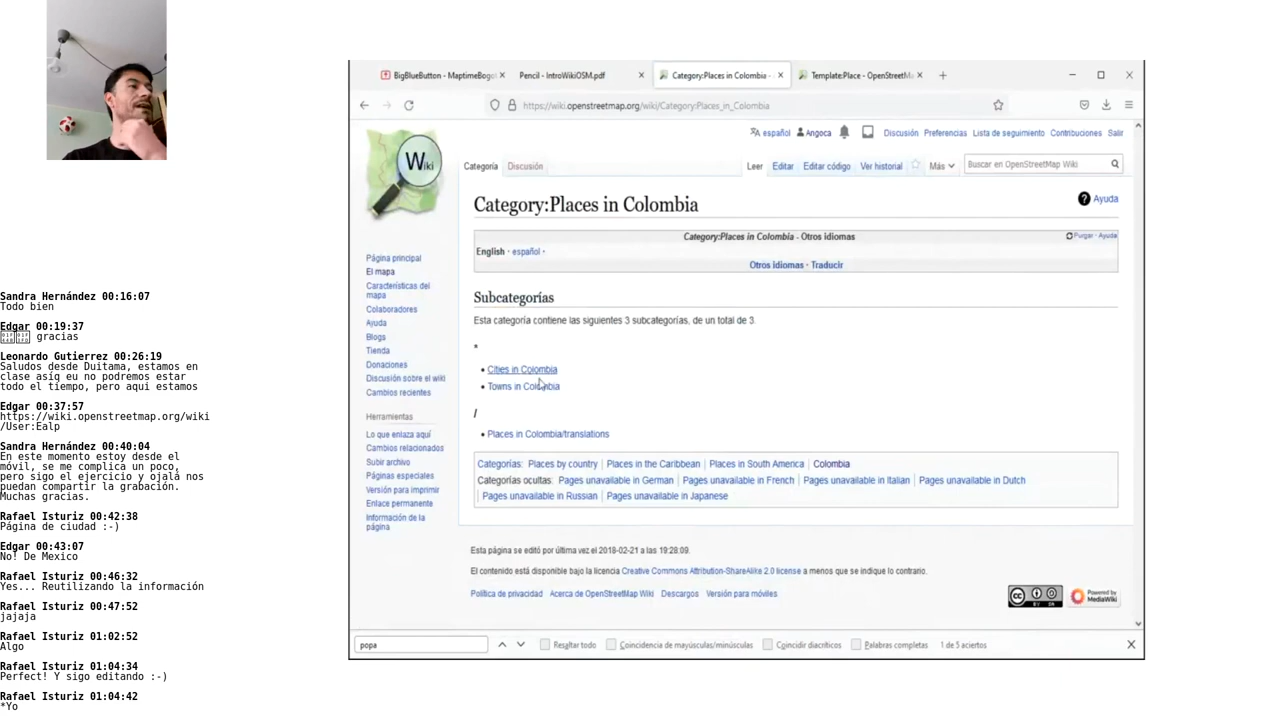 Sandra Hernández 00:16:07
Todo bien
Edgar 00:19:37
gracias
Leonardo Gutierrez 00:26:19
Saludos desde Duitama, estamos en
clase asiq eu no podremos estar
todo el tiempo, pero aqui estamos
Edgar 00:37:57
https://wiki.openstreetmap.org/wiki
/User:Ealp
Sandra Hernández 00:40:04
En este momento estoy desde el
móvil, se me complica un poco,
pero sigo el ejercicio y ojalá nos
puedan compartir la grabación.
Muchas gracias.
Rafael Isturiz 00:42:38
Página de ciudad :-)
Edgar 00:43:07
No! De Mexico
Rafael Isturiz 00:46:32
Yes... Reutilizando la información
Rafael Isturiz 00:47:52
jajaja
Rafael Isturiz 01:02:52
Algo
Rafael Isturiz 01:04:34
Perfect! Y sigo editando :-)
Rafael Isturiz 01:04:42
*Yo
BigBlueButton - MaptimeBogo
Pencil - IntroWikiOSM.pdf
Category:Places in Colombia -
Template:Place - OpenStreetMa
https://wiki.openstreetmap.org/wiki/Category:Places_in_Colombia
español Angoca Discusión Preferencias Lista de seguimiento Contribuciones Salir
Wiki
Categoría Discusión Leer Editar Editar código Ver historial Más Buscar en OpenStreetMap Wiki
Category:Places in Colombia
Ayuda
Category:Places in Colombia - Otros idiomas
Purgar · Ayuda
English · español ·
Otros idiomas · Traducir
Subcategorías
Esta categoría contiene las siguientes 3 subcategorías, de un total de 3.
*
• Cities in Colombia
• Towns in Colombia
/
• Places in Colombia/translations
Categorías: Places by country | Places in the Caribbean | Places in South America | Colombia
Categorías ocultas: Pages unavailable in German | Pages unavailable in French | Pages unavailable in Italian | Pages unavailable in Dutch
| Pages unavailable in Russian | Pages unavailable in Japanese
Página principal
El mapa
Características del
mapa
Colaboradores
Ayuda
Blogs
Tienda
Donaciones
Discusión sobre el wiki
Cambios recientes
Herramientas
Lo que enlaza aquí
Cambios relacionados
Subir archivo
Páginas especiales
Versión para imprimir
Enlace permanente
Información de la
página
Esta página se editó por última vez el 2018-02-21 a las 19:28:09.
El contenido está disponible bajo la licencia Creative Commons Attribution-ShareAlike 2.0 license a menos que se indique lo contrario.
Política de privacidad Acerca de OpenStreetMap Wiki Descargos Versión para móviles
Powered by
MediaWiki
popa Resaltar todo Coincidencia de mayúsculas/minúsculas Coincidir diacríticos Palabras completas 1 de 5 aciertos